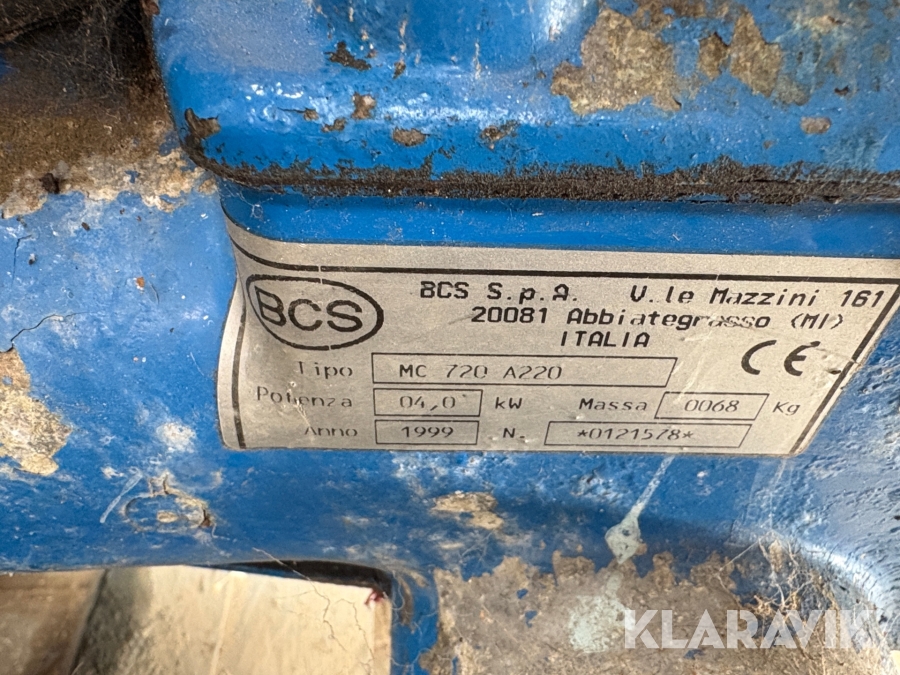 BCS
BCS S.p.A. V.le Mazzini 161
20081 Abbiategrasso (MI)
ITALIA
CE
Tipo MC 720 A220
Potenza 04,0 kW Massa 0068 Kg
Anno 1999 N. *0121578*
KLARAVIK